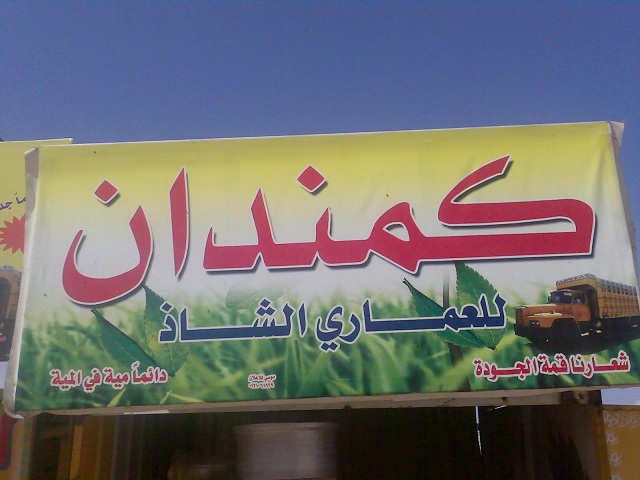 كمندان
للعماري الشاذ
شعارنا قمة الجودة
دائماً مية في المية